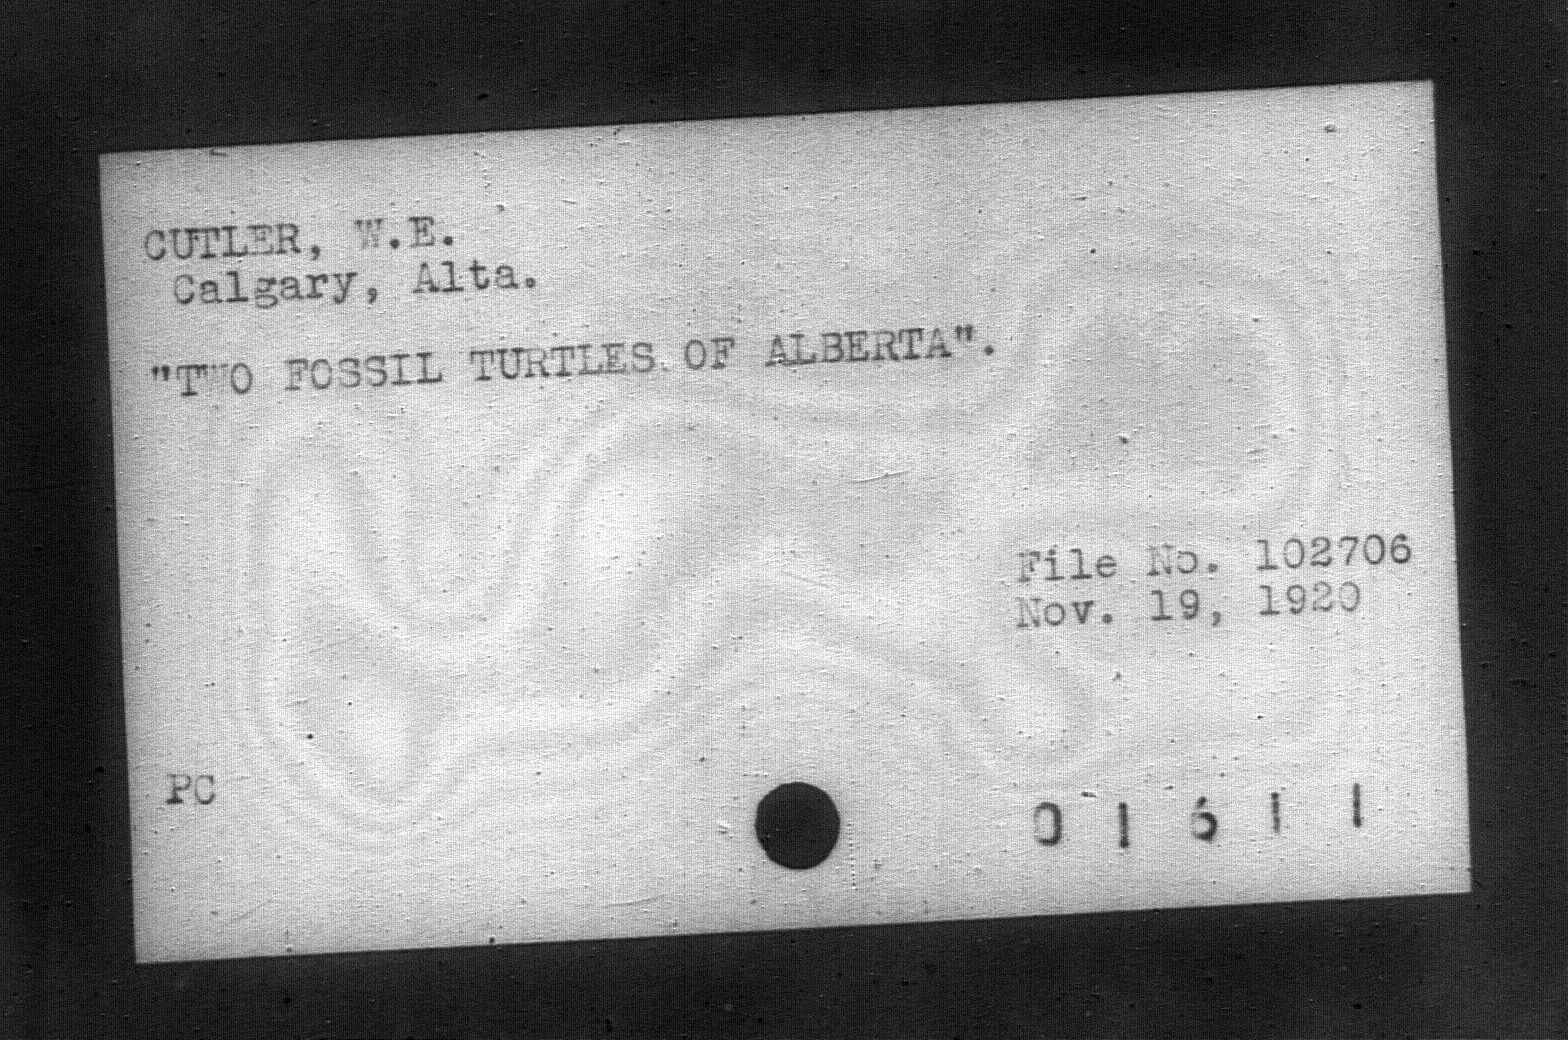 CUTLER, W.E.
Calgary, Alta.
"TWO FOSSIL TURTLES OF ALBERTA".
File No. 102706
Nov. 19, 1920
PC
0 1 6 1 1